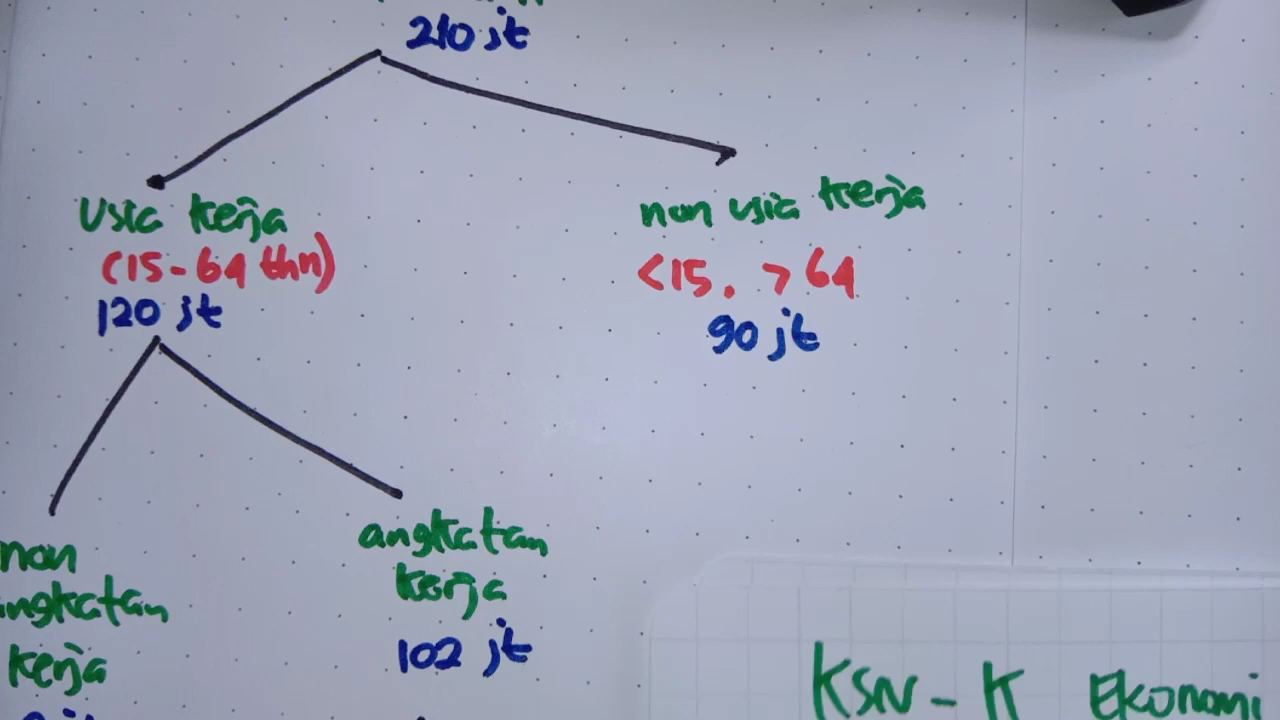 210 jt
Usia kerja
(15-64 thn)
120 jt
non usia kerja
<15, >64
90 jt
non
angkatan
kerja
angkatan
kerja
102 jt
KSN - K Ekonomi